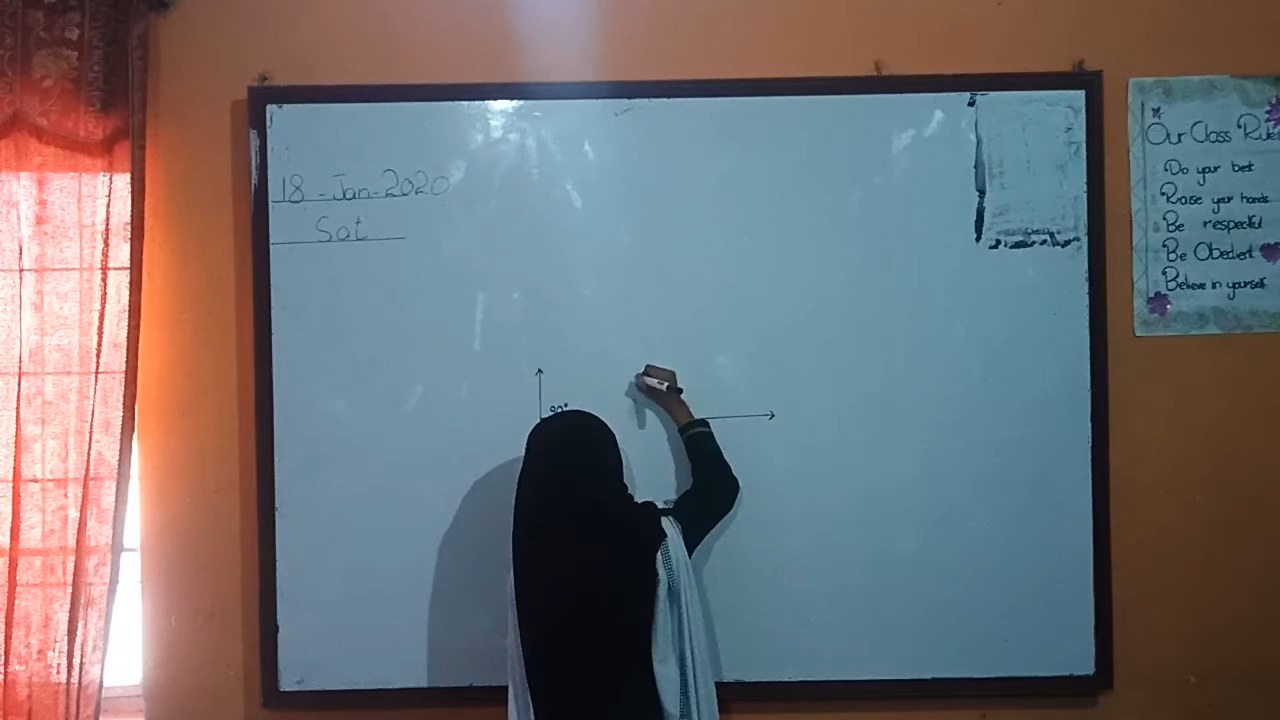 18-Jan-2020
Sat
90°
Our Class Rules
Do your best
Raise your hands
Be respectful
Be Obedient
Believe in yourself